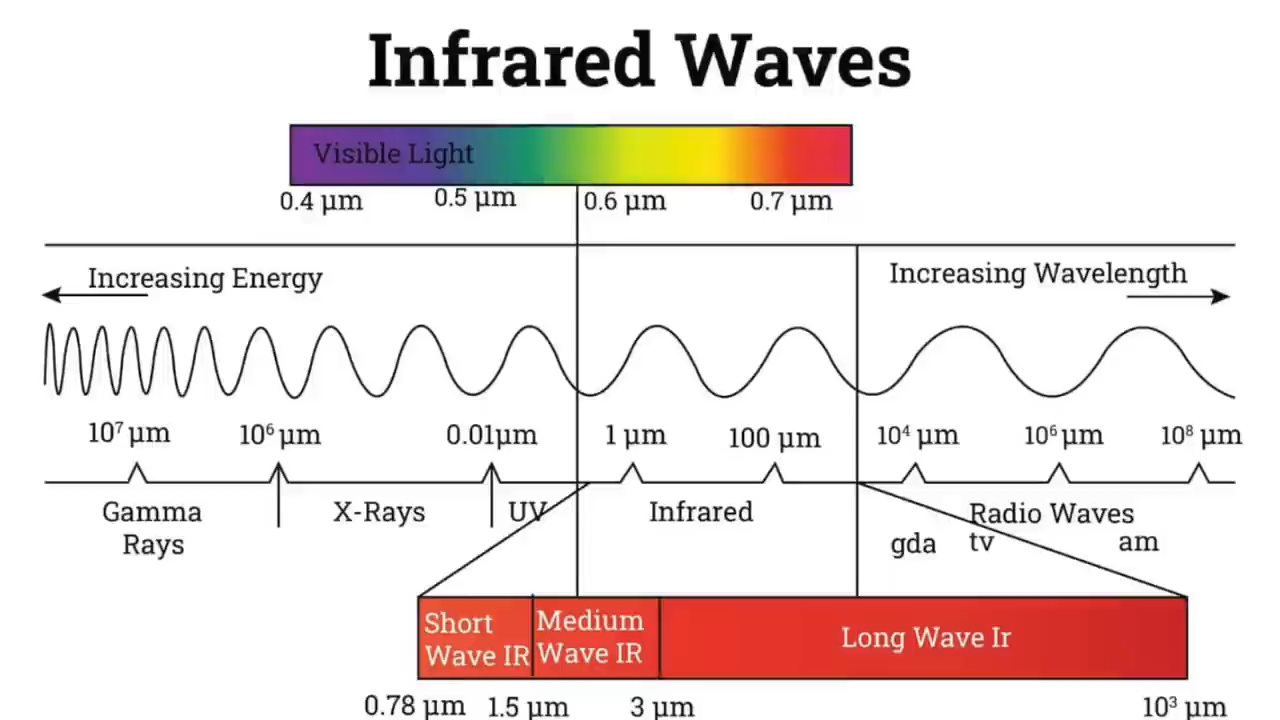 Infrared Waves
Visible Light
0.4 µm 0.5 µm 0.6 µm 0.7 µm
Increasing Energy Increasing Wavelength
10⁷ µm 10⁶ µm 0.01µm 1 µm 100 µm 10⁴ µm 10⁶ µm 10⁸ µm
Gamma X-Rays UV Infrared Radio Waves
Rays gda tv am
Short Medium
Wave IR Wave IR Long Wave Ir
0.78 µm 1.5 µm 3 µm 10³ µm